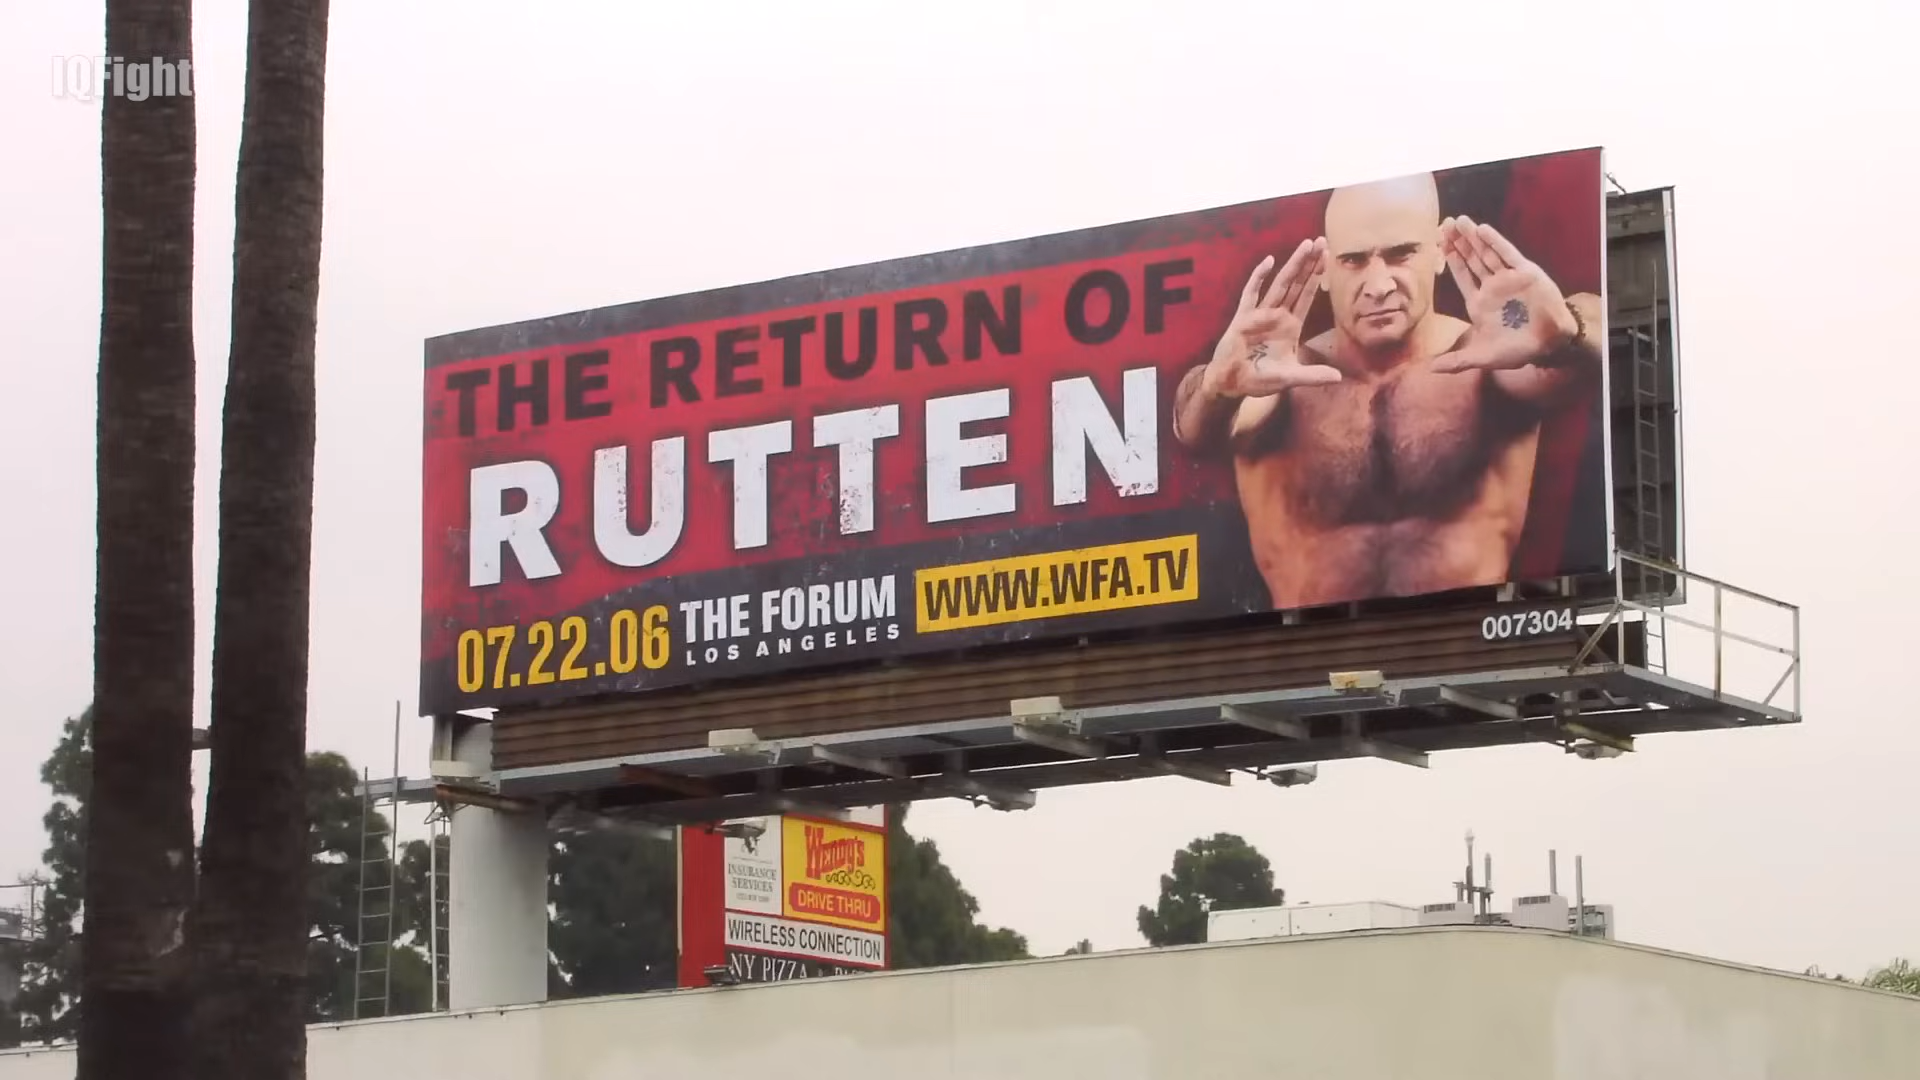 IQFight
THE RETURN OF
RUTTEN
07.22.06
THE FORUM
LOS ANGELES
WWW.WFA.TV
007304
INSURANCE
SERVICES
WENDY'S
DRIVE THRU
WIRELESS CONNECTION
NY PIZZA